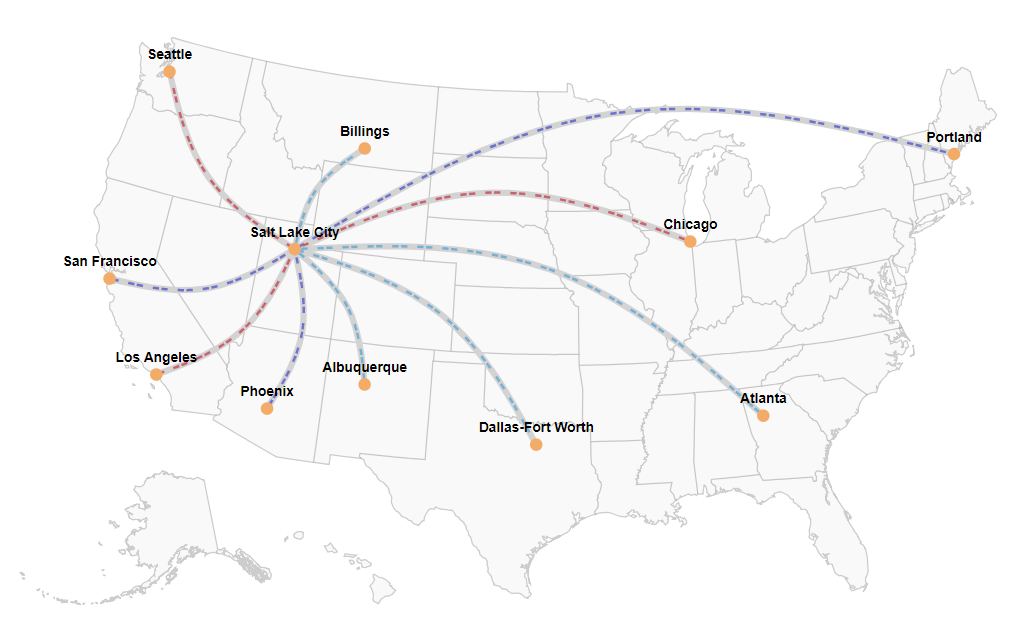 Seattle
Billings
Portland
Salt Lake City
Chicago
San Francisco
Los Angeles
Albuquerque
Phoenix
Atlanta
Dallas-Fort Worth